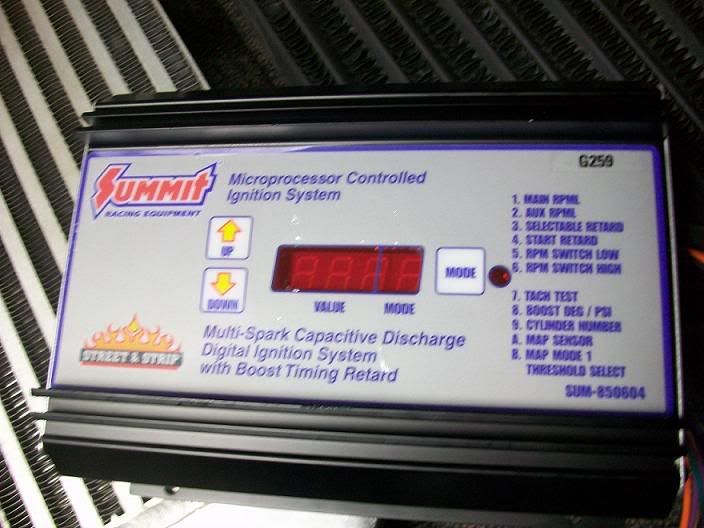 G259
SUMMIT
RACING EQUIPMENT
Microprocessor Controlled
Ignition System
UP
DOWN
VALUE
MODE
MODE
STREET & STRIP
Multi-Spark Capacitive Discharge
Digital Ignition System
with Boost Timing Retard
1. MAIN RPML
2. AUX RPML
3. SELECTABLE RETARD
4. START RETARD
5. RPM SWITCH LOW
6. RPM SWITCH HIGH
7. TACH TEST
8. BOOST DEG / PSI
9. CYLINDER NUMBER
A. MAP SENSOR
B. MAP MODE 1
THRESHOLD SELECT
SUM-850604